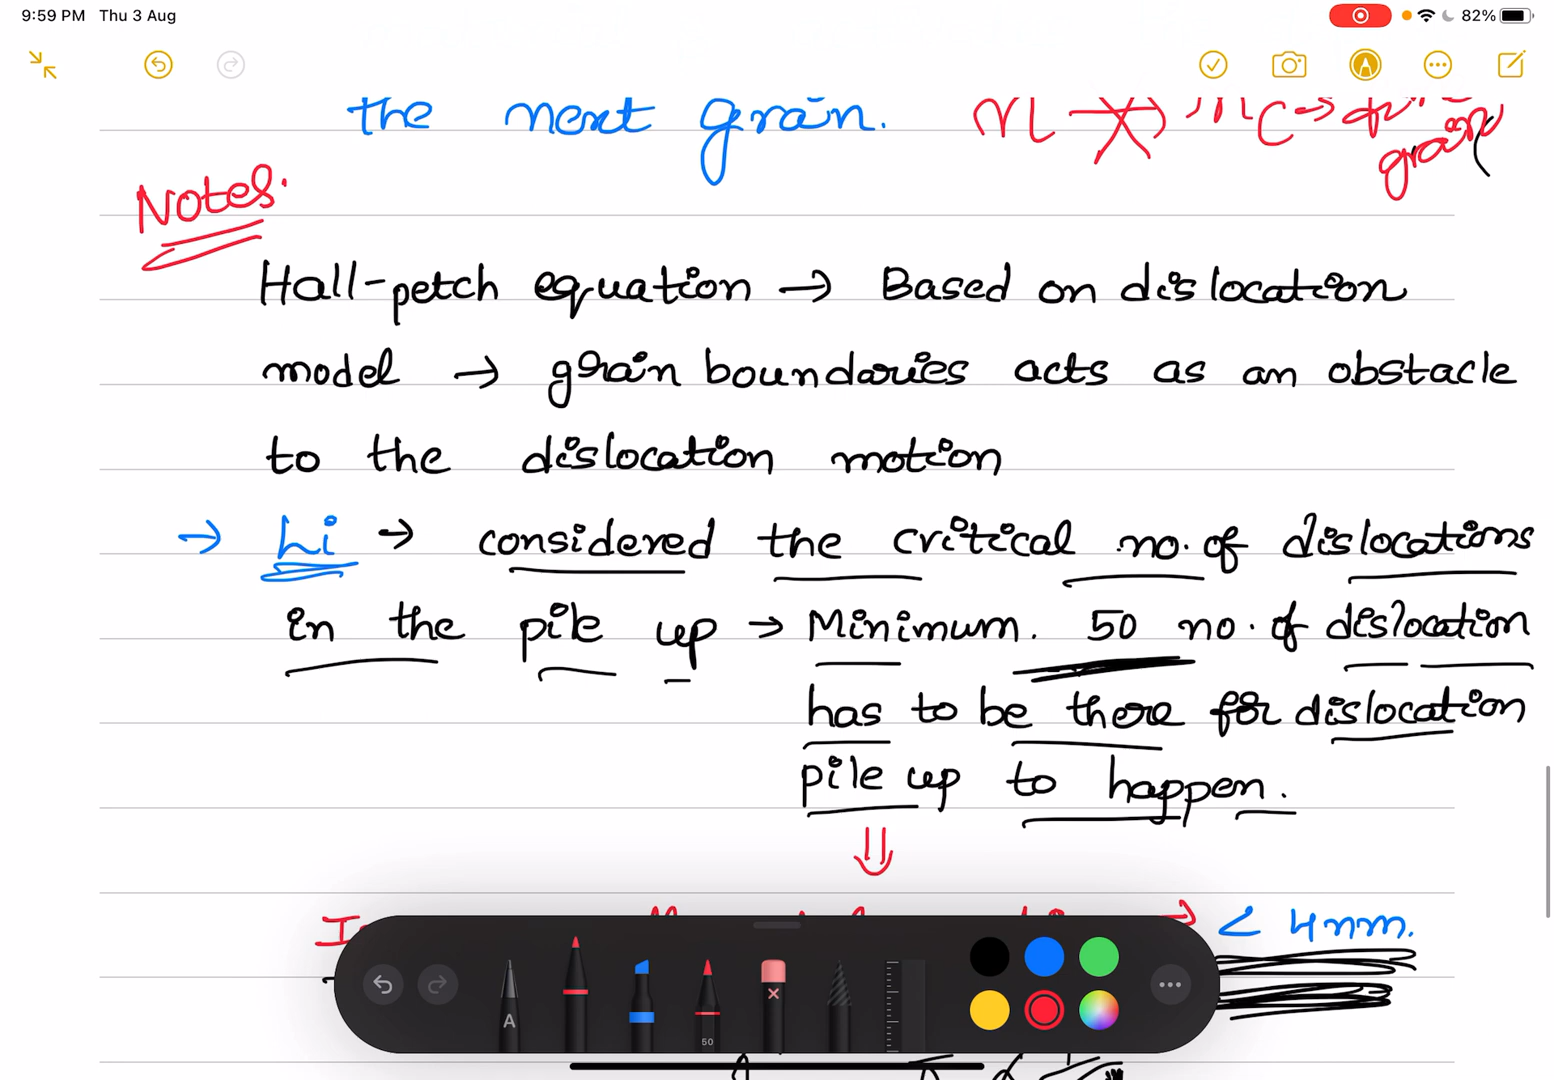 9:59 PM Thu 3 Aug
82%
the next grain.
grain
Notes.
Hall-petch equation → Based on dislocation
model → grain boundaries acts as an obstacle
to the dislocation motion
→ Li → considered the critical no. of dislocations
in the pile up → Minimum. 50 no. of dislocation
has to be there for dislocation
pile up to happen.
< 4nm.
A
50